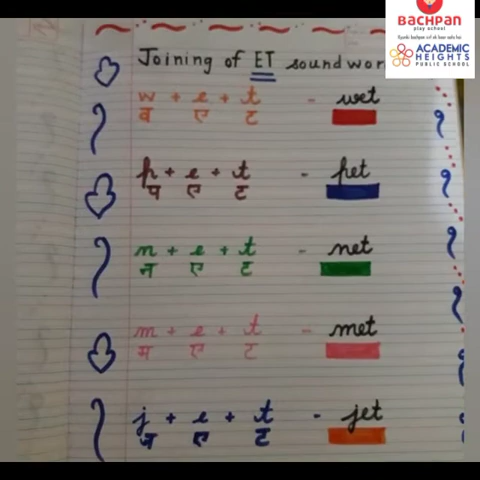 BACHPAN
play school
ACADEMIC
HEIGHTS
PUBLIC SCHOOL
Joining of ET sound wor
w + e + t - wet
व ए ट
p + e + t - pet
प ए ट
n + e + t - net
न ए ट
m + e + t - met
म ए ट
j + e + t - jet
ज ए ट